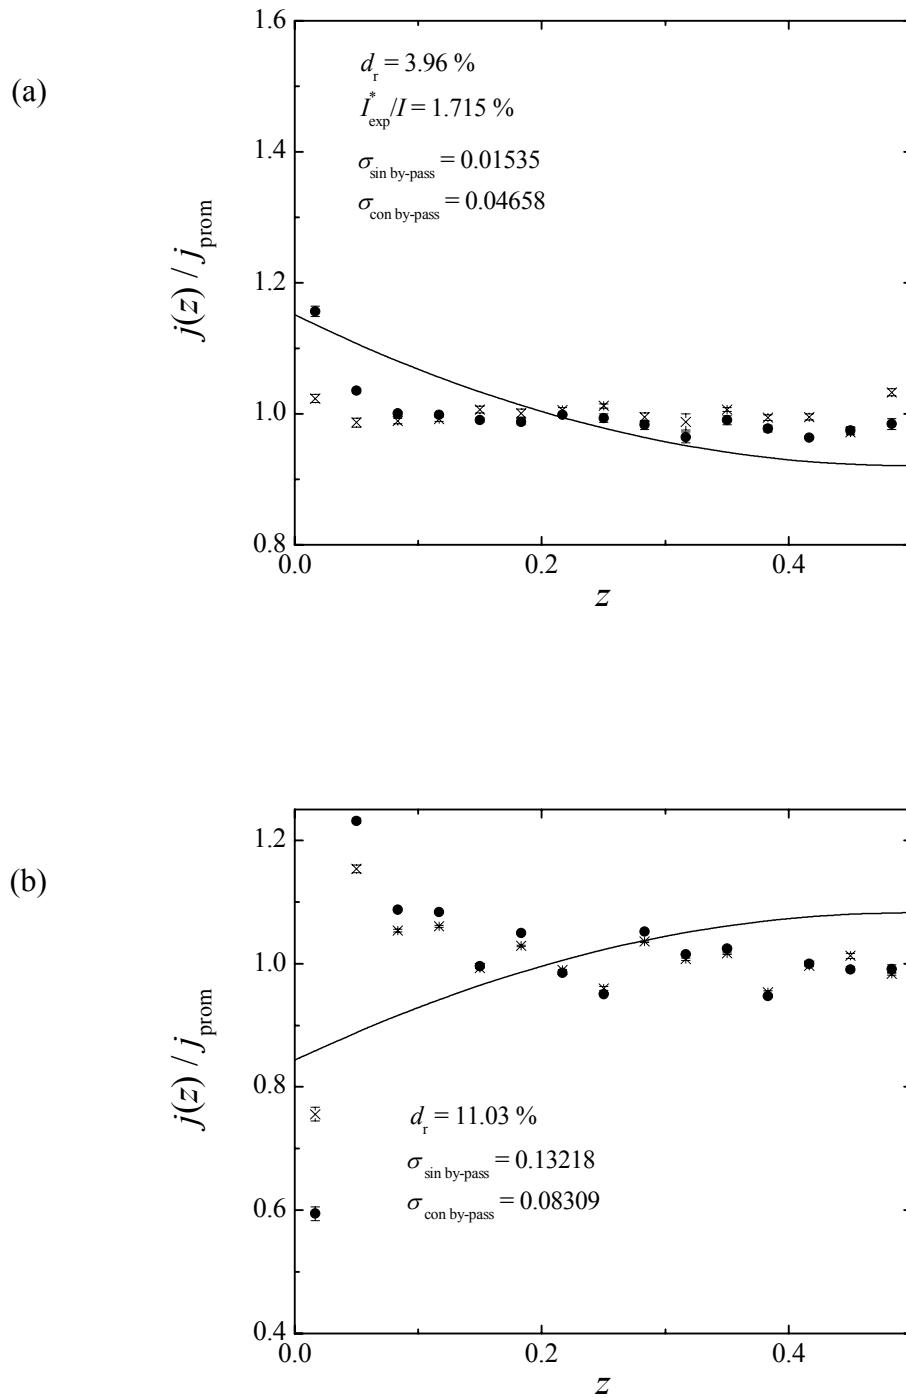 (a)
1.6
1.4
1.2
1.0
0.8
j(z) / j_prom
d_r = 3.96 %
I*_exp/I = 1.715 %
σ_sin by-pass = 0.01535
σ_con by-pass = 0.04658
0.0 0.2 0.4
z
(b)
1.2
1.0
0.8
0.6
0.4
j(z) / j_prom
d_r = 11.03 %
σ_sin by-pass = 0.13218
σ_con by-pass = 0.08309
0.0 0.2 0.4
z